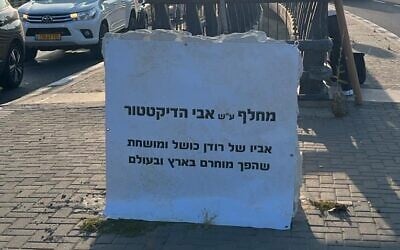 מחלף ע״ש אבי הדיקטטור
אביו של רודן כושל ומושחת
שהפך מוחרם בארץ ובעולם